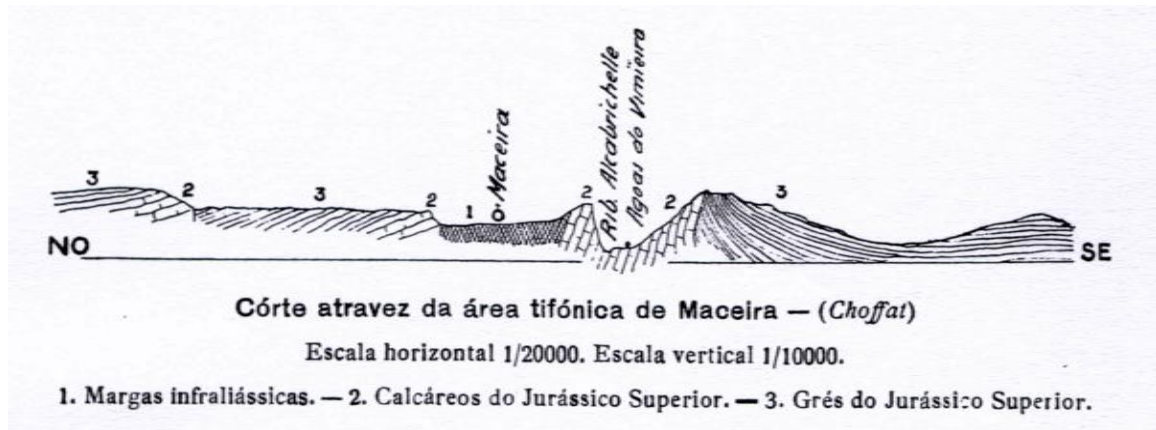 3 2 3 2 1 Maceira 2 Rib. Alcabrichelle Agoas do Vimieiro 2 3
NO SE
Córte atravez da área tifónica de Maceira — (Choffat)
Escala horizontal 1/20000. Escala vertical 1/10000.
1. Margas infraliássicas. — 2. Calcáreos do Jurássico Superior. — 3. Grés do Jurássico Superior.